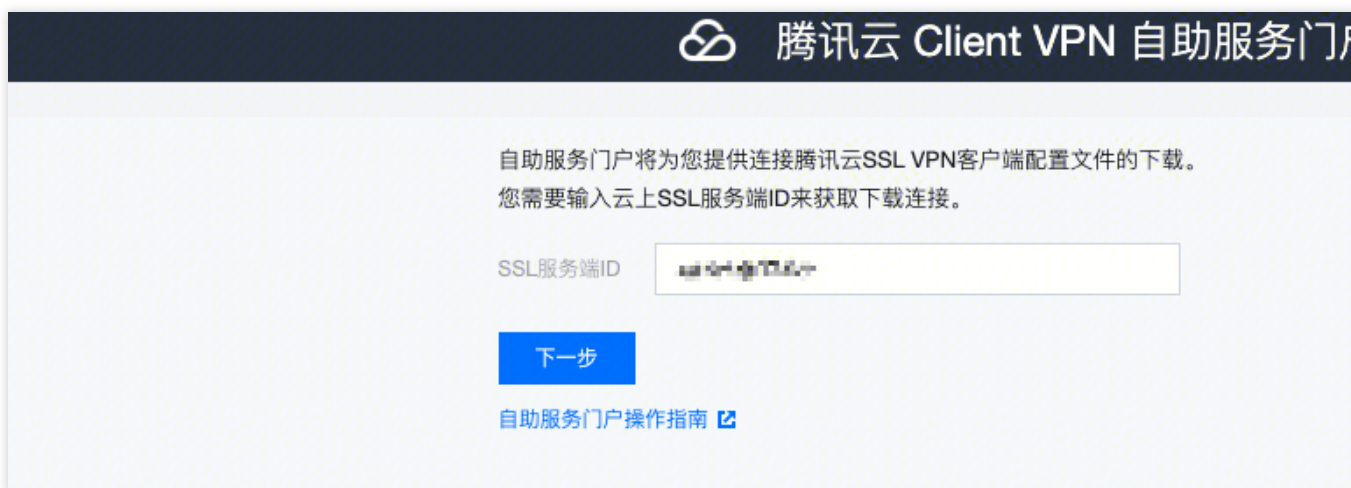 腾讯云 Client VPN 自助服务门户
自助服务门户将为您提供连接腾讯云SSL VPN客户端配置文件的下载。
您需要输入云上SSL服务端ID来获取下载连接。
SSL服务端ID
下一步
自助服务门户操作指南